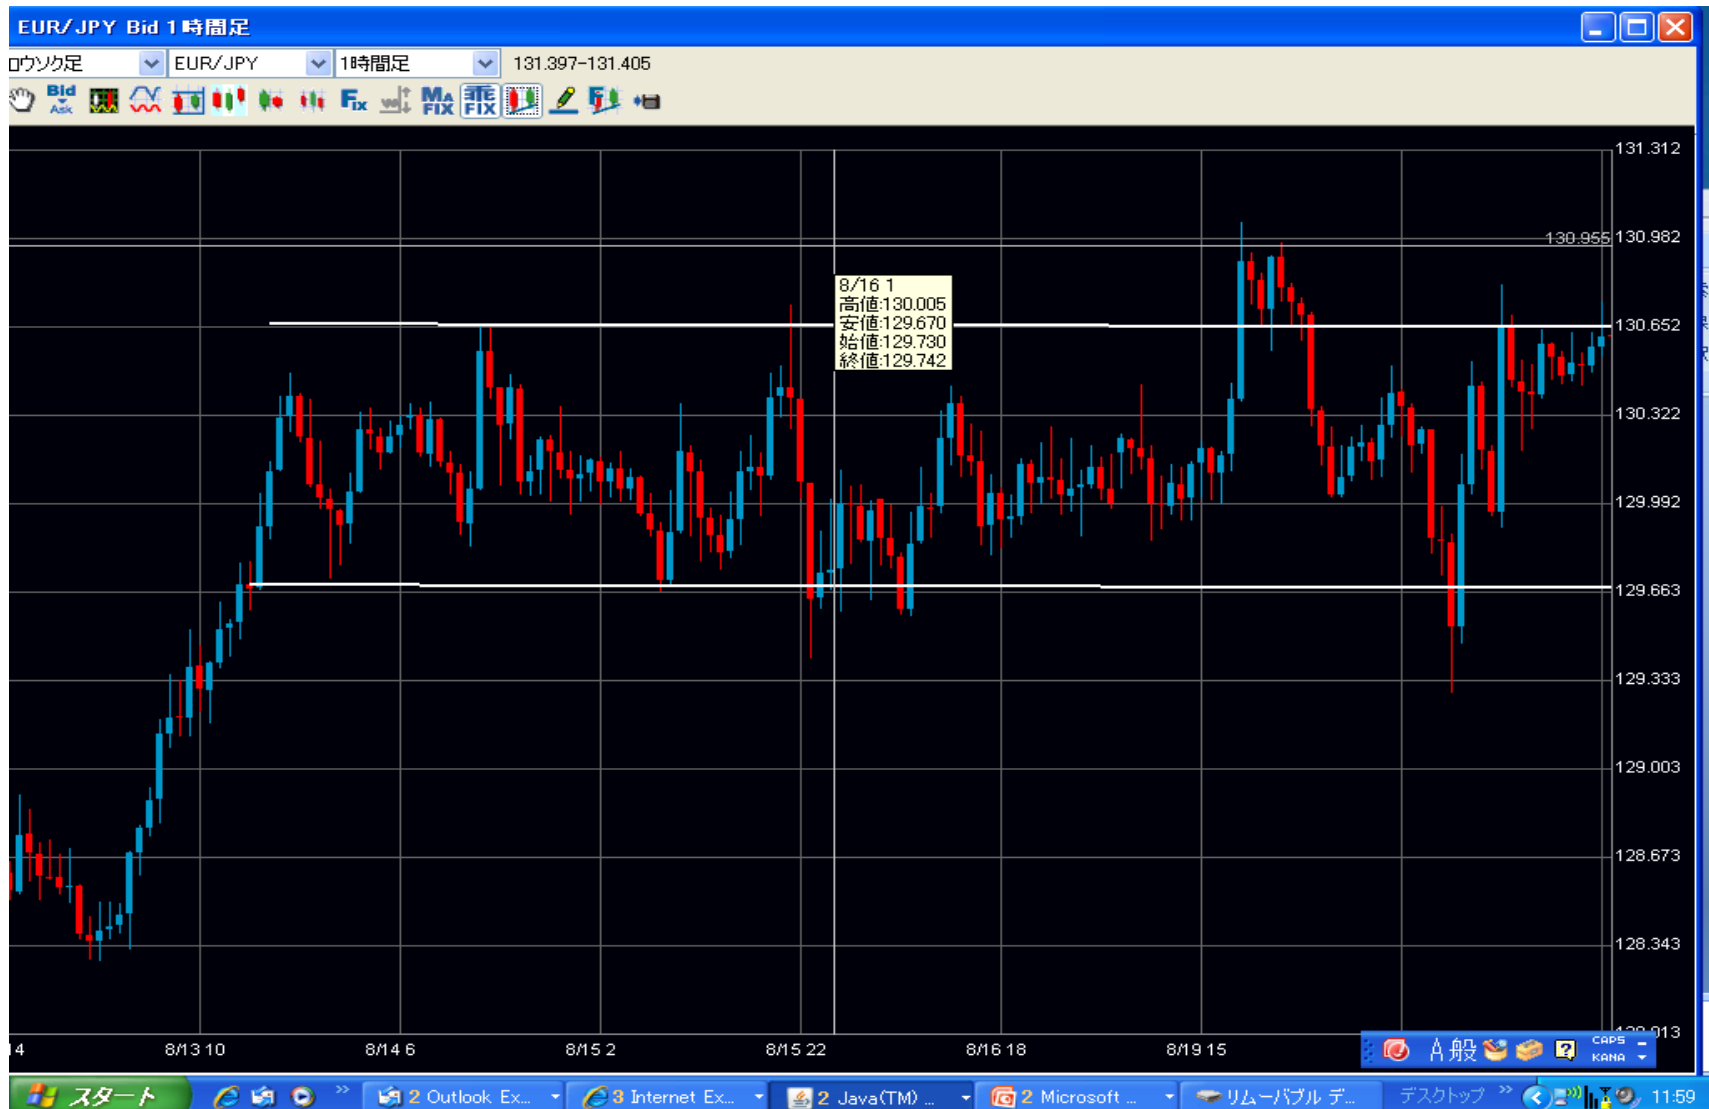 EUR/JPY Bid 1時間足
ロウソク足 EUR/JPY 1時間足 131.397-131.405
Bid
Ask
Fix
MA
FIX
乖
FIX
131.312
130.955
130.982
8/16 1
高値:130.005
安値:129.670
始値:129.730
終値:129.742
130.652
130.322
129.992
129.663
129.333
129.003
128.673
128.343
14 8/13 10 8/14 6 8/15 2 8/15 22 8/16 18 8/19 15
A 般 CAPS
KANA
スタート 2 Outlook Ex... 3 Internet Ex... 2 Java(TM) ... 2 Microsoft ... リムーバブル デ... デスクトップ 11:59